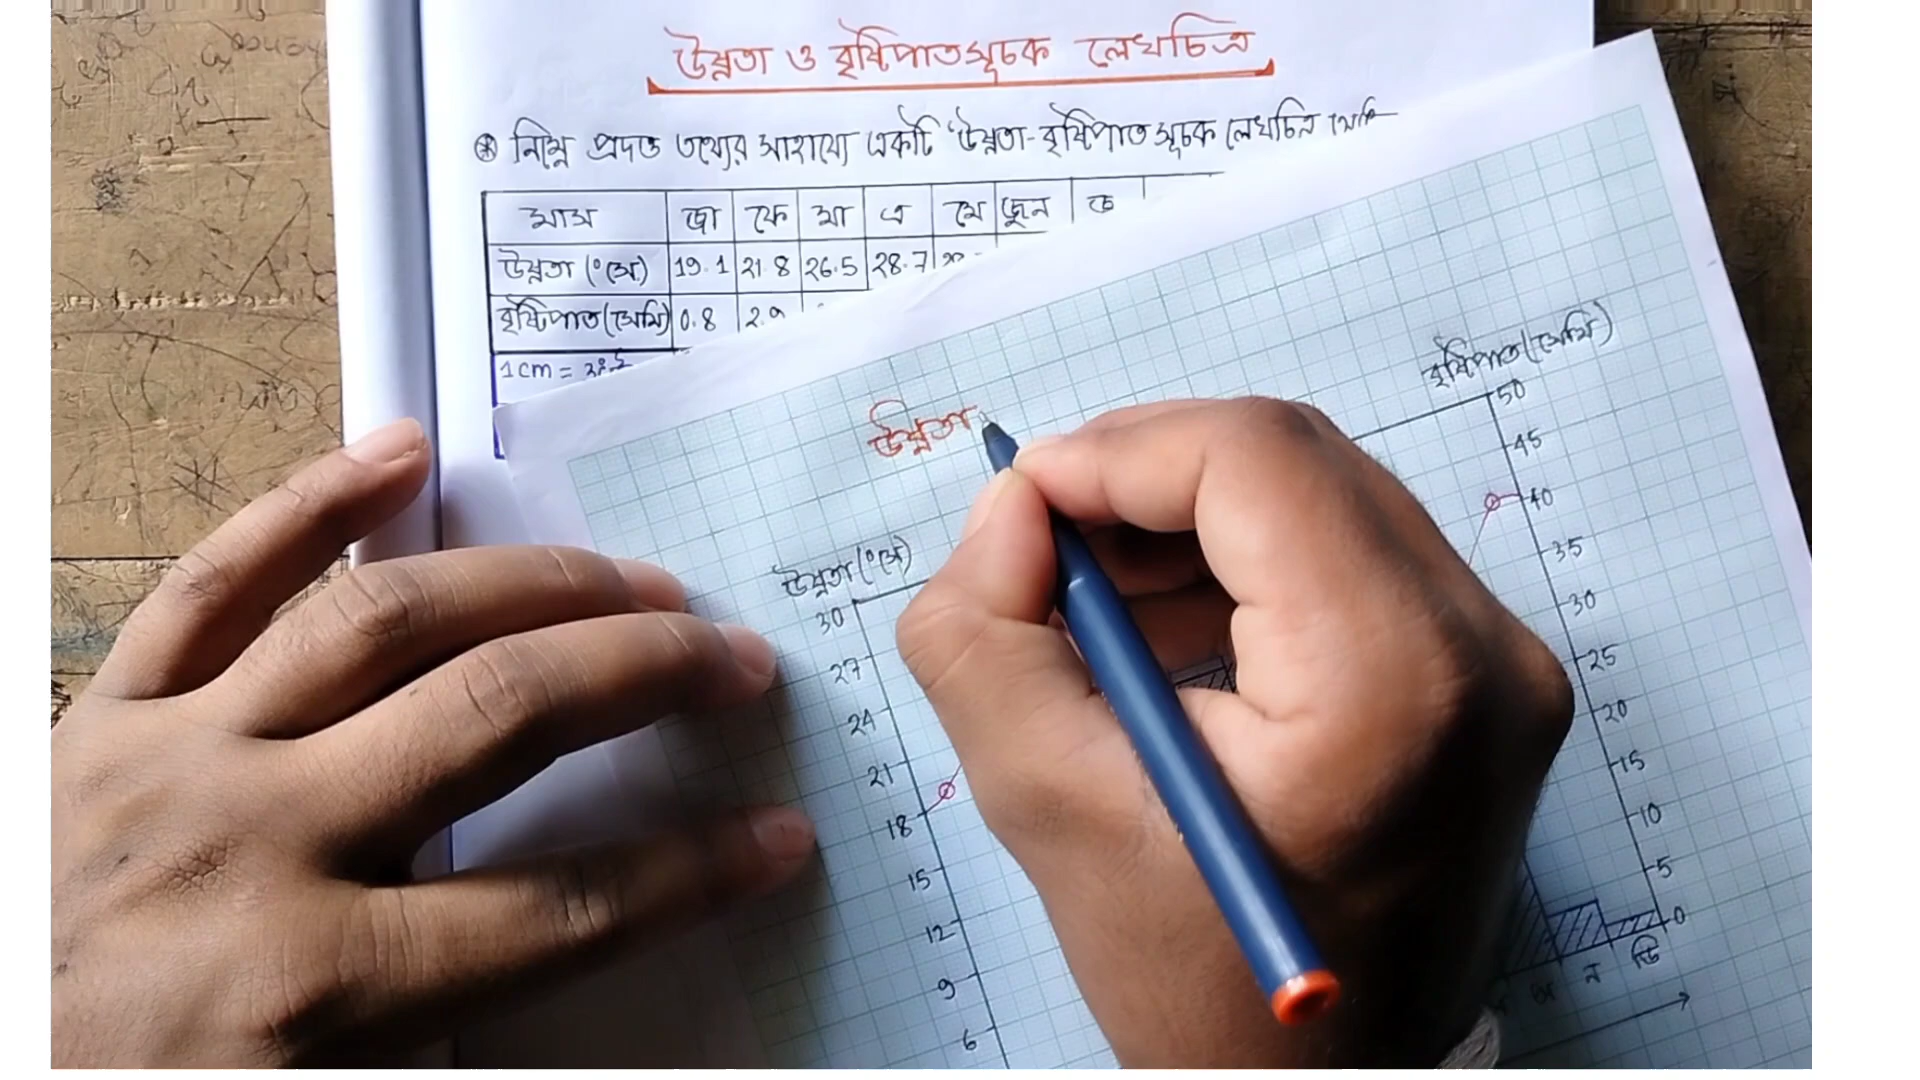 উষ্ণতা ও বৃষ্টিপাতসূচক লেখচিত্র
* নিম্নে প্রদত্ত তথ্যের সাহায্যে একটি 'উষ্ণতা-বৃষ্টিপাত সূচক লেখচিত্র
মাস জা ফে মা এ মে জুন
উষ্ণতা (°সে) 19.1 21.8 26.5 28.7
বৃষ্টিপাত (সেমি) 0.8
1cm =
উষ্ণতা
উষ্ণতা (°সে)
30
27
24
21
18
15
12
9
6
বৃষ্টিপাত (সেমি)
50
45
40
35
30
25
20
15
10
5
0
ন ডি